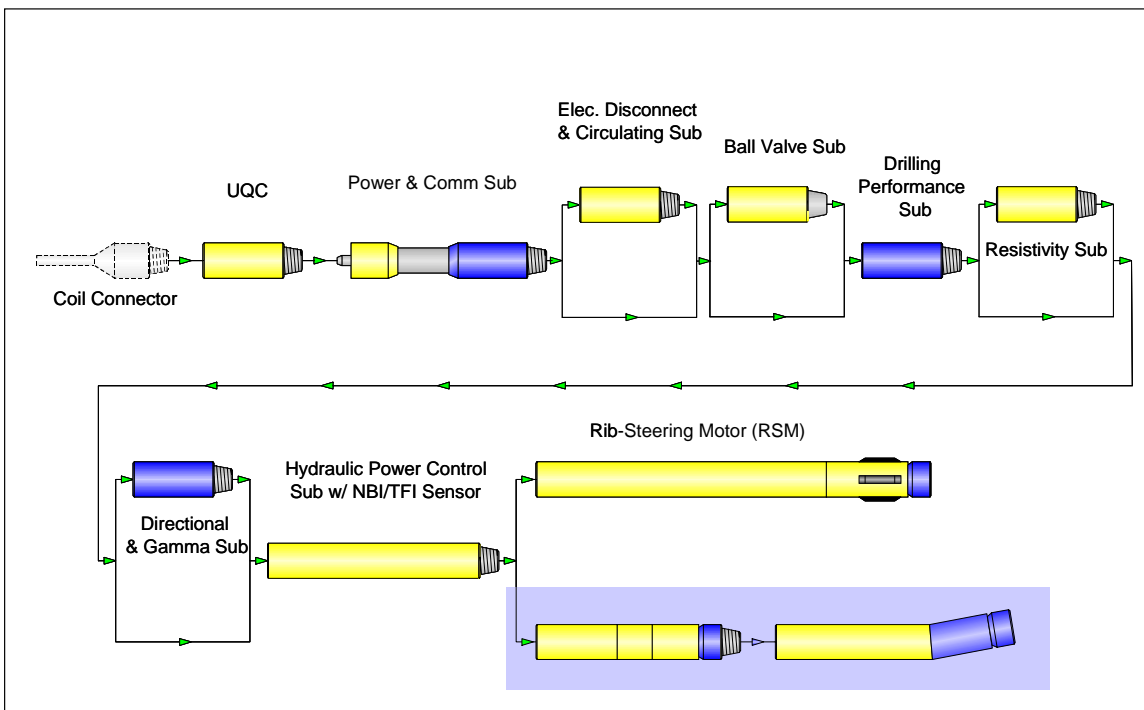 Elec. Disconnect
& Circulating Sub
Ball Valve Sub
Drilling
Performance
Sub
UQC
Power & Comm Sub
Resistivity Sub
Coil Connector
Rib-Steering Motor (RSM)
Hydraulic Power Control
Sub w/ NBI/TFI Sensor
Directional
& Gamma Sub